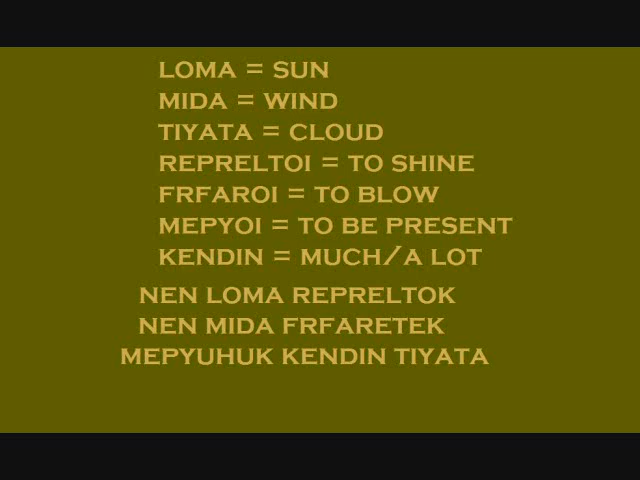 LOMA = SUN
MIDA = WIND
TIYATA = CLOUD
REPRELTOI = TO SHINE
FRFAROI = TO BLOW
MEPYOI = TO BE PRESENT
KENDIN = MUCH/A LOT
NEN LOMA REPRELTOK
NEN MIDA FRFARETEK
MEPYUHUK KENDIN TIYATA